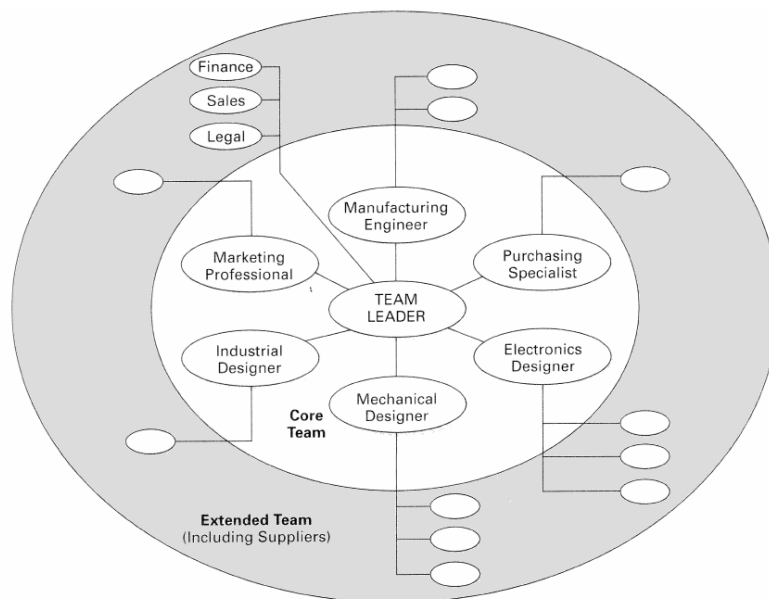 Finance
Sales
Legal
Manufacturing
Engineer
Marketing
Professional
Purchasing
Specialist
TEAM
LEADER
Industrial
Designer
Electronics
Designer
Mechanical
Designer
Core
Team
Extended Team
(Including Suppliers)